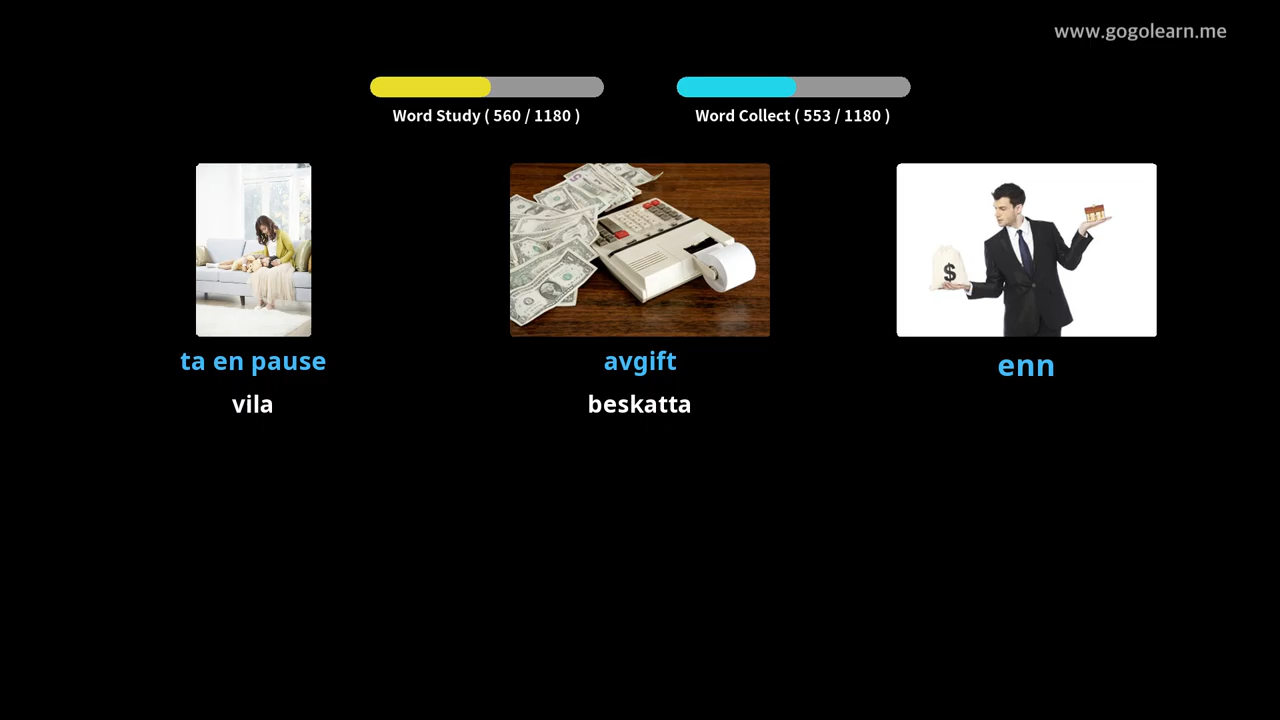 www.gogolearn.me
Word Study ( 560 / 1180 )
Word Collect ( 553 / 1180 )
$
ta en pause
avgift
enn
vila
beskatta